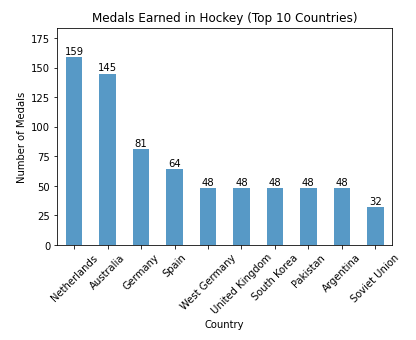 Medals Earned in Hockey (Top 10 Countries)
Number of Medals
175
150
125
100
75
50
25
0
159
145
81
64
48
48
48
48
48
32
Netherlands
Australia
Germany
Spain
West Germany
United Kingdom
South Korea
Pakistan
Argentina
Soviet Union
Country